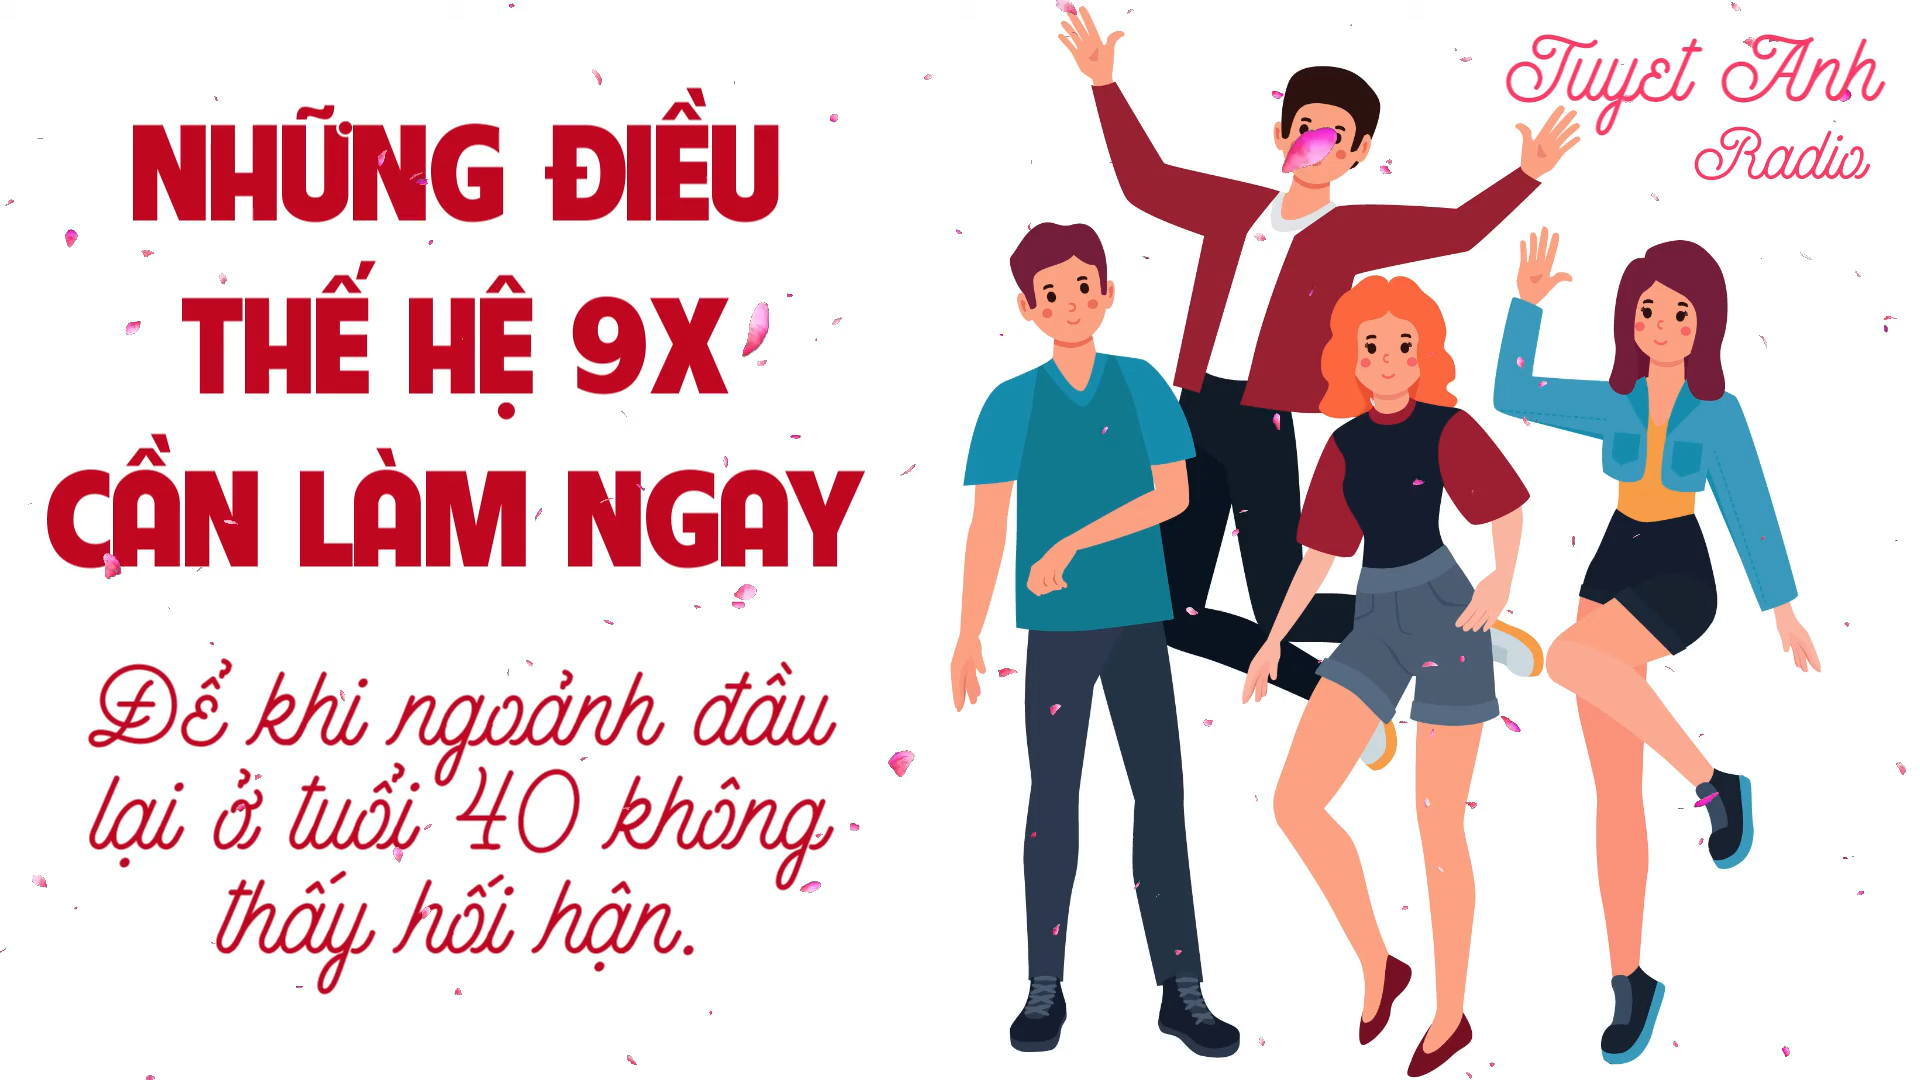 NHỮNG ĐIỀU
THẾ HỆ 9X
CẦN LÀM NGAY
Để khi ngoảnh đầu
lại ở tuổi 40 không
thấy hối hận.
Tuyet Anh
Radio